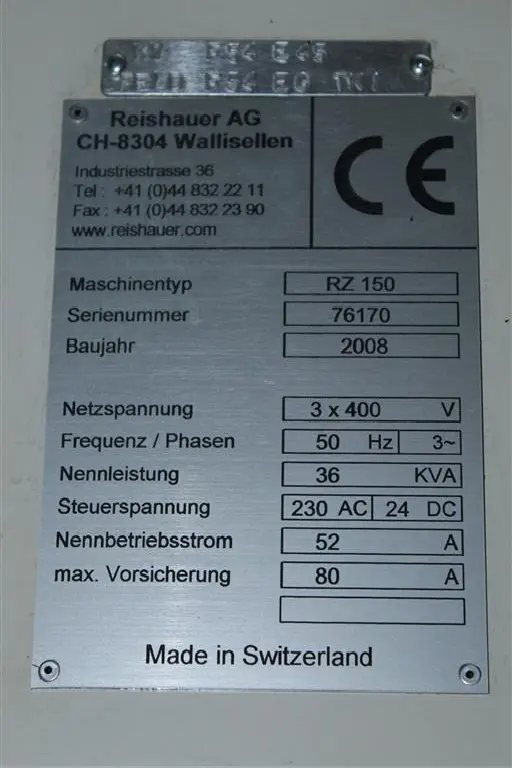 Reishauer AG
CH-8304 Wallisellen
Industriestrasse 36
Tel : +41 (0)44 832 22 11
Fax : +41 (0)44 832 23 90
www.reishauer.com
CE
Maschinentyp RZ 150
Serienummer 76170
Baujahr 2008
Netzspannung 3 x 400 V
Frequenz / Phasen 50 Hz 3~
Nennleistung 36 KVA
Steuerspannung 230 AC 24 DC
Nennbetriebsstrom 52 A
max. Vorsicherung 80 A
Made in Switzerland